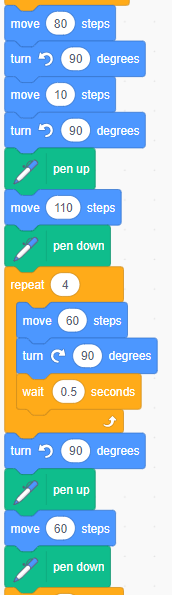 move 80 steps
turn 90 degrees
move 10 steps
turn 90 degrees
pen up
move 110 steps
pen down
repeat 4
move 60 steps
turn 90 degrees
wait 0.5 seconds
turn 90 degrees
pen up
move 60 steps
pen down